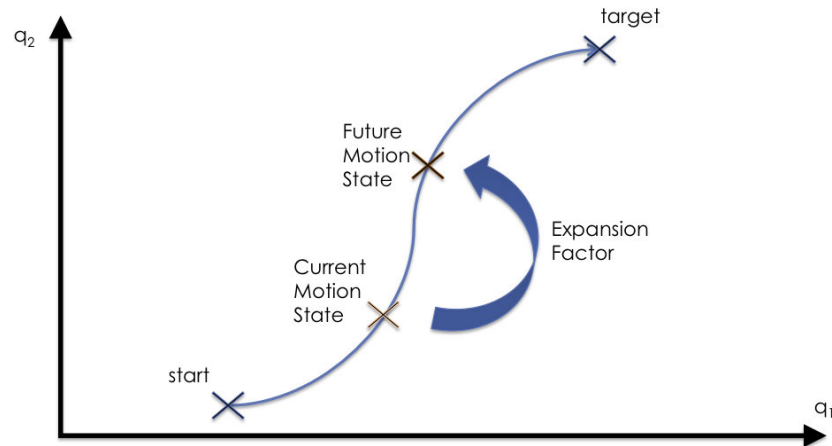 target
q₂
Future
Motion
State
Expansion
Factor
Current
Motion
State
start
q₁